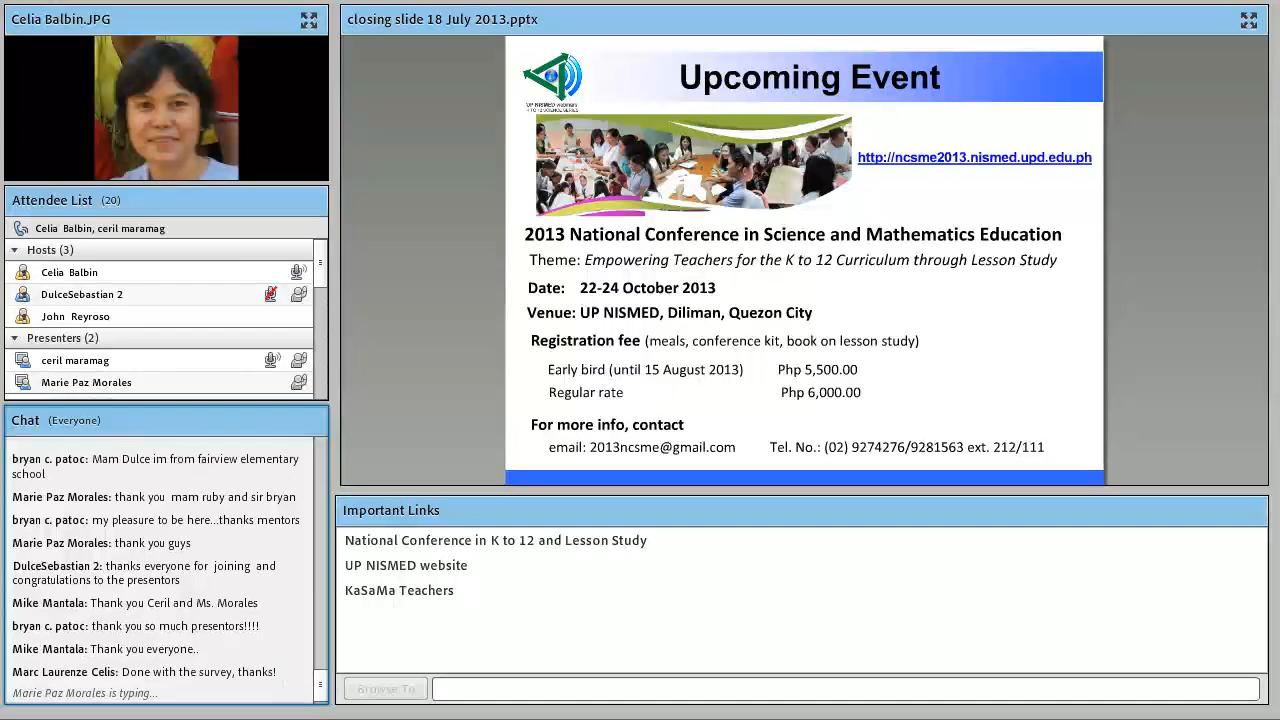 Celia Balbin.JPG
Attendee List (20)
Celia Balbin, ceril maramag
Hosts (3)
Celia Balbin
DulceSebastian 2
John Reyroso
Presenters (2)
ceril maramag
Marie Paz Morales
Chat (Everyone)
bryan c. patoc: Mam Dulce im from fairview elementary
school
Marie Paz Morales: thank you mam ruby and sir bryan
bryan c. patoc: my pleasure to be here...thanks mentors
Marie Paz Morales: thank you guys
DulceSebastian 2: thanks everyone for joining and
congratulations to the presentors
Mike Mantala: Thank you Ceril and Ms. Morales
bryan c. patoc: thank you so much presentors!!!!
Mike Mantala: Thank you everyone..
Marc Laurenze Celis: Done with the survey, thanks!
Marie Paz Morales is typing...
closing slide 18 July 2013.pptx
Upcoming Event
UP NISMED webinars
K TO 12 SCIENCE SERIES
http://ncsme2013.nismed.upd.edu.ph
2013 National Conference in Science and Mathematics Education
Theme: Empowering Teachers for the K to 12 Curriculum through Lesson Study
Date: 22-24 October 2013
Venue: UP NISMED, Diliman, Quezon City
Registration fee (meals, conference kit, book on lesson study)
Early bird (until 15 August 2013) Php 5,500.00
Regular rate Php 6,000.00
For more info, contact
email: 2013ncsme@gmail.com Tel. No.: (02) 9274276/9281563 ext. 212/111
Important Links
National Conference in K to 12 and Lesson Study
UP NISMED website
KaSaMa Teachers
Browse To